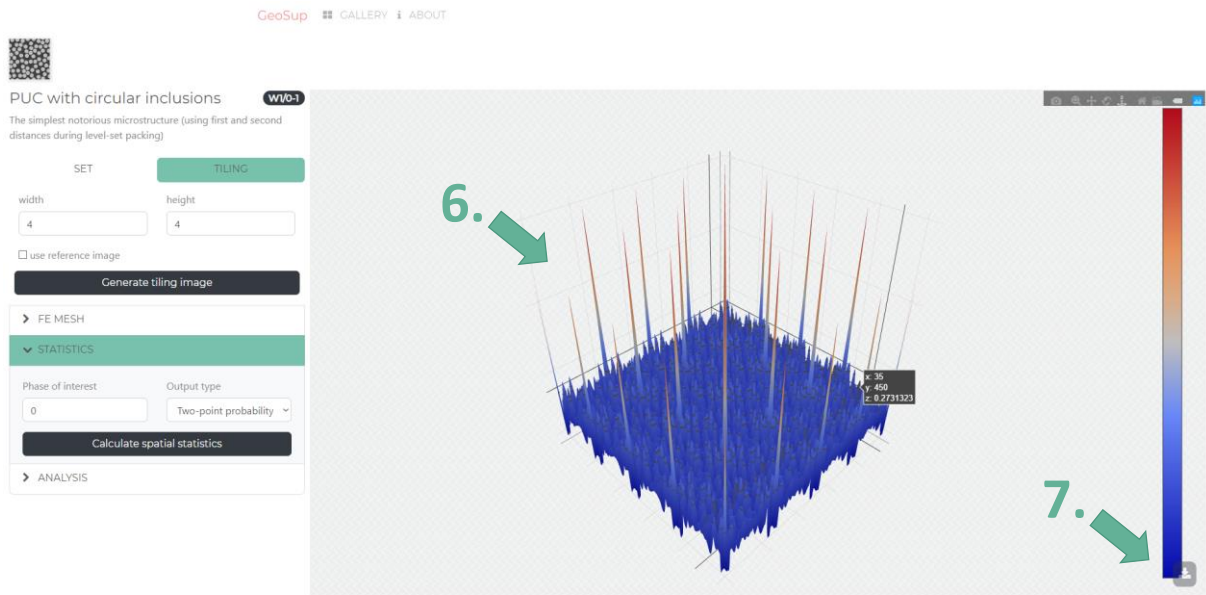 GeoSup GALLERY ABOUT
PUC with circular inclusions W1/0-1
The simplest notorious microstructure (using first and second
distances during level-set packing)
SET TILING
width height
4 4
use reference image
Generate tiling image
FE MESH
STATISTICS
Phase of interest Output type
0 Two-point probability
Calculate spatial statistics
ANALYSIS
6.
x: 35
y: 450
z: 0.2731323
7.